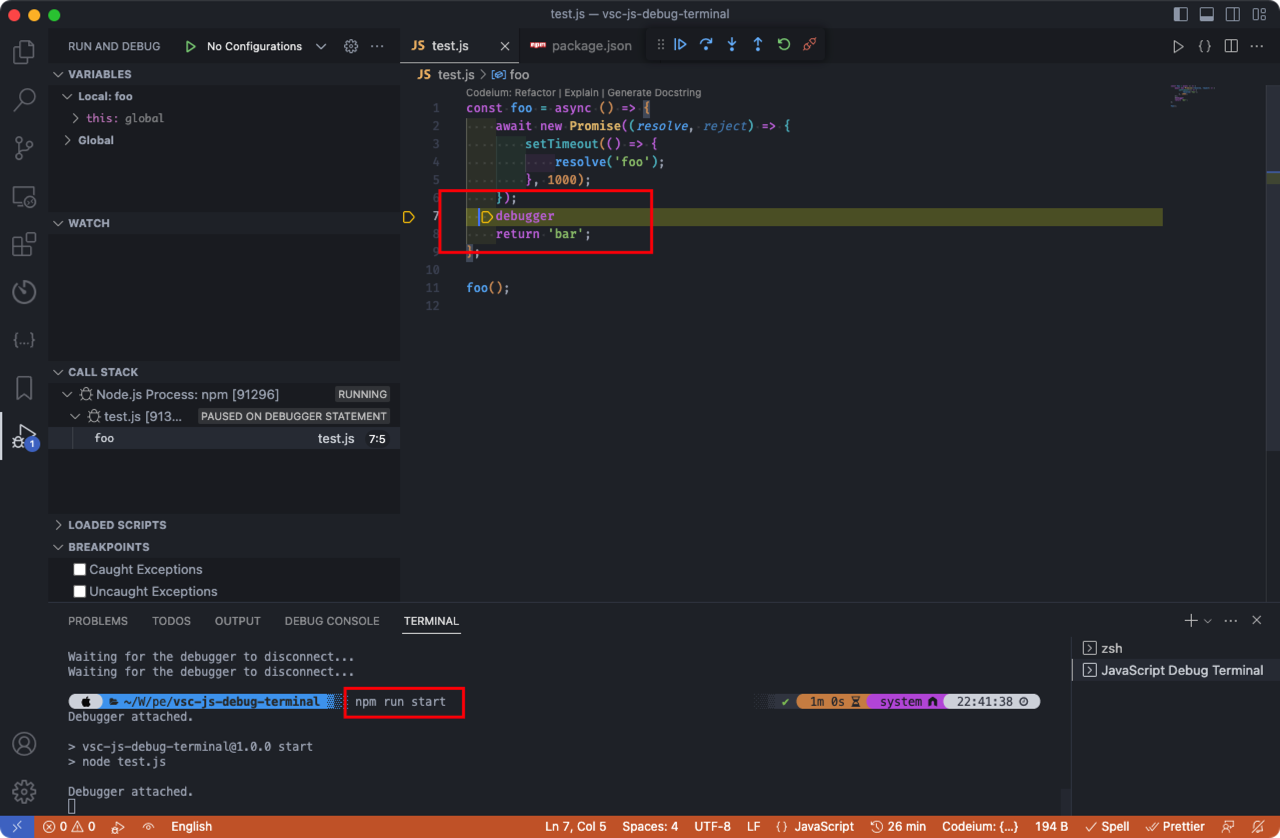 test.js — vsc-js-debug-terminal
RUN AND DEBUG
No Configurations
JS test.js
npm package.json
VARIABLES
Local: foo
this: global
Global
WATCH
CALL STACK
Node.js Process: npm [91296]
RUNNING
test.js [913...
PAUSED ON DEBUGGER STATEMENT
foo
test.js
7:5
LOADED SCRIPTS
BREAKPOINTS
Caught Exceptions
Uncaught Exceptions
1
JS test.js > foo
Codeium: Refactor | Explain | Generate Docstring
1 const foo = async () => {
2 await new Promise((resolve, reject) => {
3 setTimeout(() => {
4 resolve('foo');
5 }, 1000);
6 });
7 debugger
8 return 'bar';
9 };
10
11 foo();
12
PROBLEMS
TODOS
OUTPUT
DEBUG CONSOLE
TERMINAL
Waiting for the debugger to disconnect...
Waiting for the debugger to disconnect...
~/W/pe/vsc-js-debug-terminal npm run start ✔ 1m 0s system 22:41:38
Debugger attached.
> vsc-js-debug-terminal@1.0.0 start
> node test.js
Debugger attached.
zsh
JavaScript Debug Terminal
0 0 English Ln 7, Col 5 Spaces: 4 UTF-8 LF {} JavaScript 26 min Codeium: {...} 194 B Spell Prettier